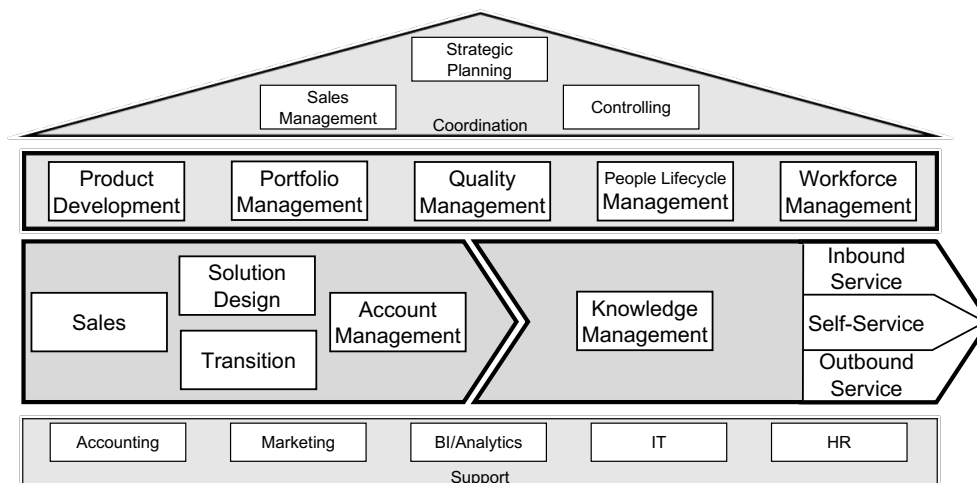 Strategic
Planning
Sales
Management
Controlling
Coordination
Product
Development
Portfolio
Management
Quality
Management
People Lifecycle
Management
Workforce
Management
Sales
Solution
Design
Transition
Account
Management
Knowledge
Management
Inbound
Service
Self-Service
Outbound
Service
Accounting
Marketing
BI/Analytics
IT
HR
Support